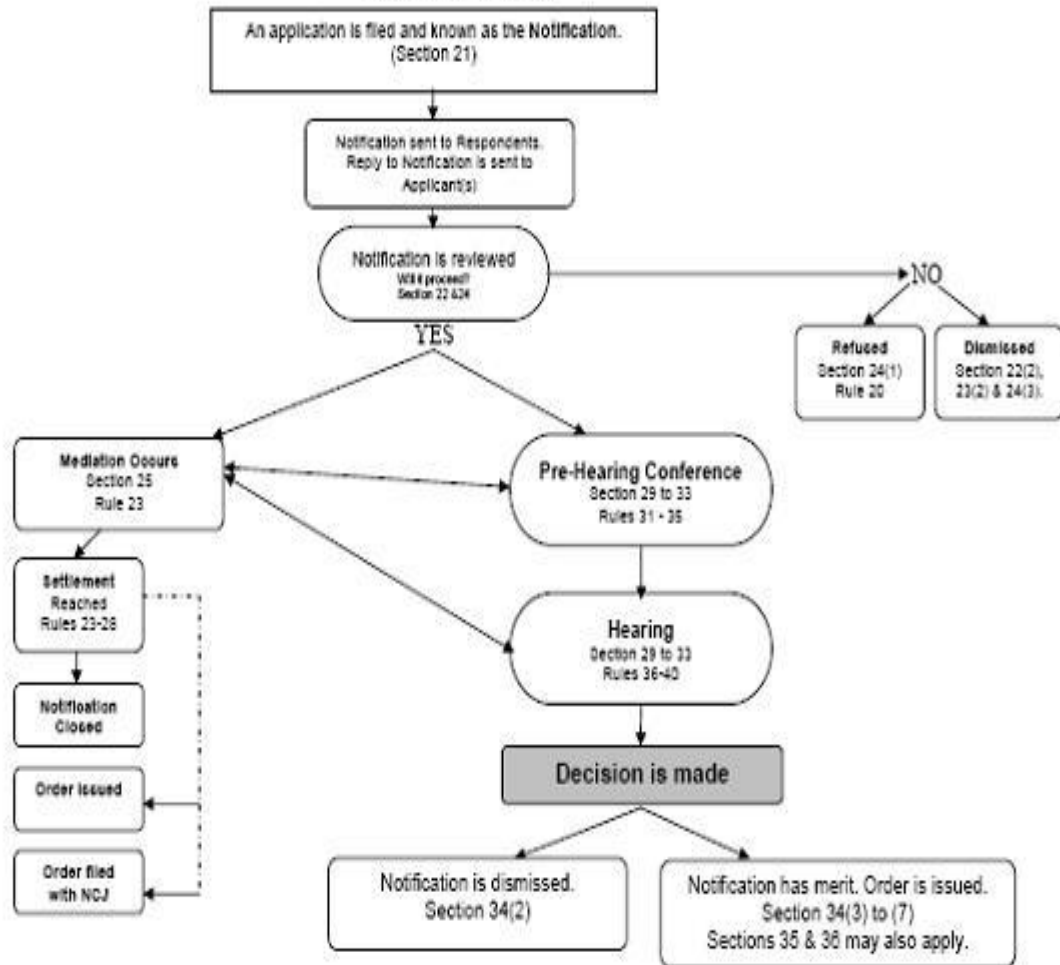 An application is filed and known as the Notification.
(Section 21)
Notification sent to Respondents.
Reply to Notification is sent to
Applicant(s)
Notification is reviewed
Will it proceed?
Section 22 & 24
NO
YES
Refused
Section 24(1)
Rule 20
Dismissed
Section 22(2),
23(2) & 24(3).
Mediation Occurs
Section 25
Rule 23
Pre-Hearing Conference
Section 29 to 33
Rules 31 - 35
Settlement
Reached
Rules 23-28
Hearing
Section 29 to 33
Rules 36-40
Notification
Closed
Decision is made
Order Issued
Order filed
with NCJ
Notification is dismissed.
Section 34(2)
Notification has merit. Order is issued.
Section 34(3) to (7)
Sections 35 & 36 may also apply.